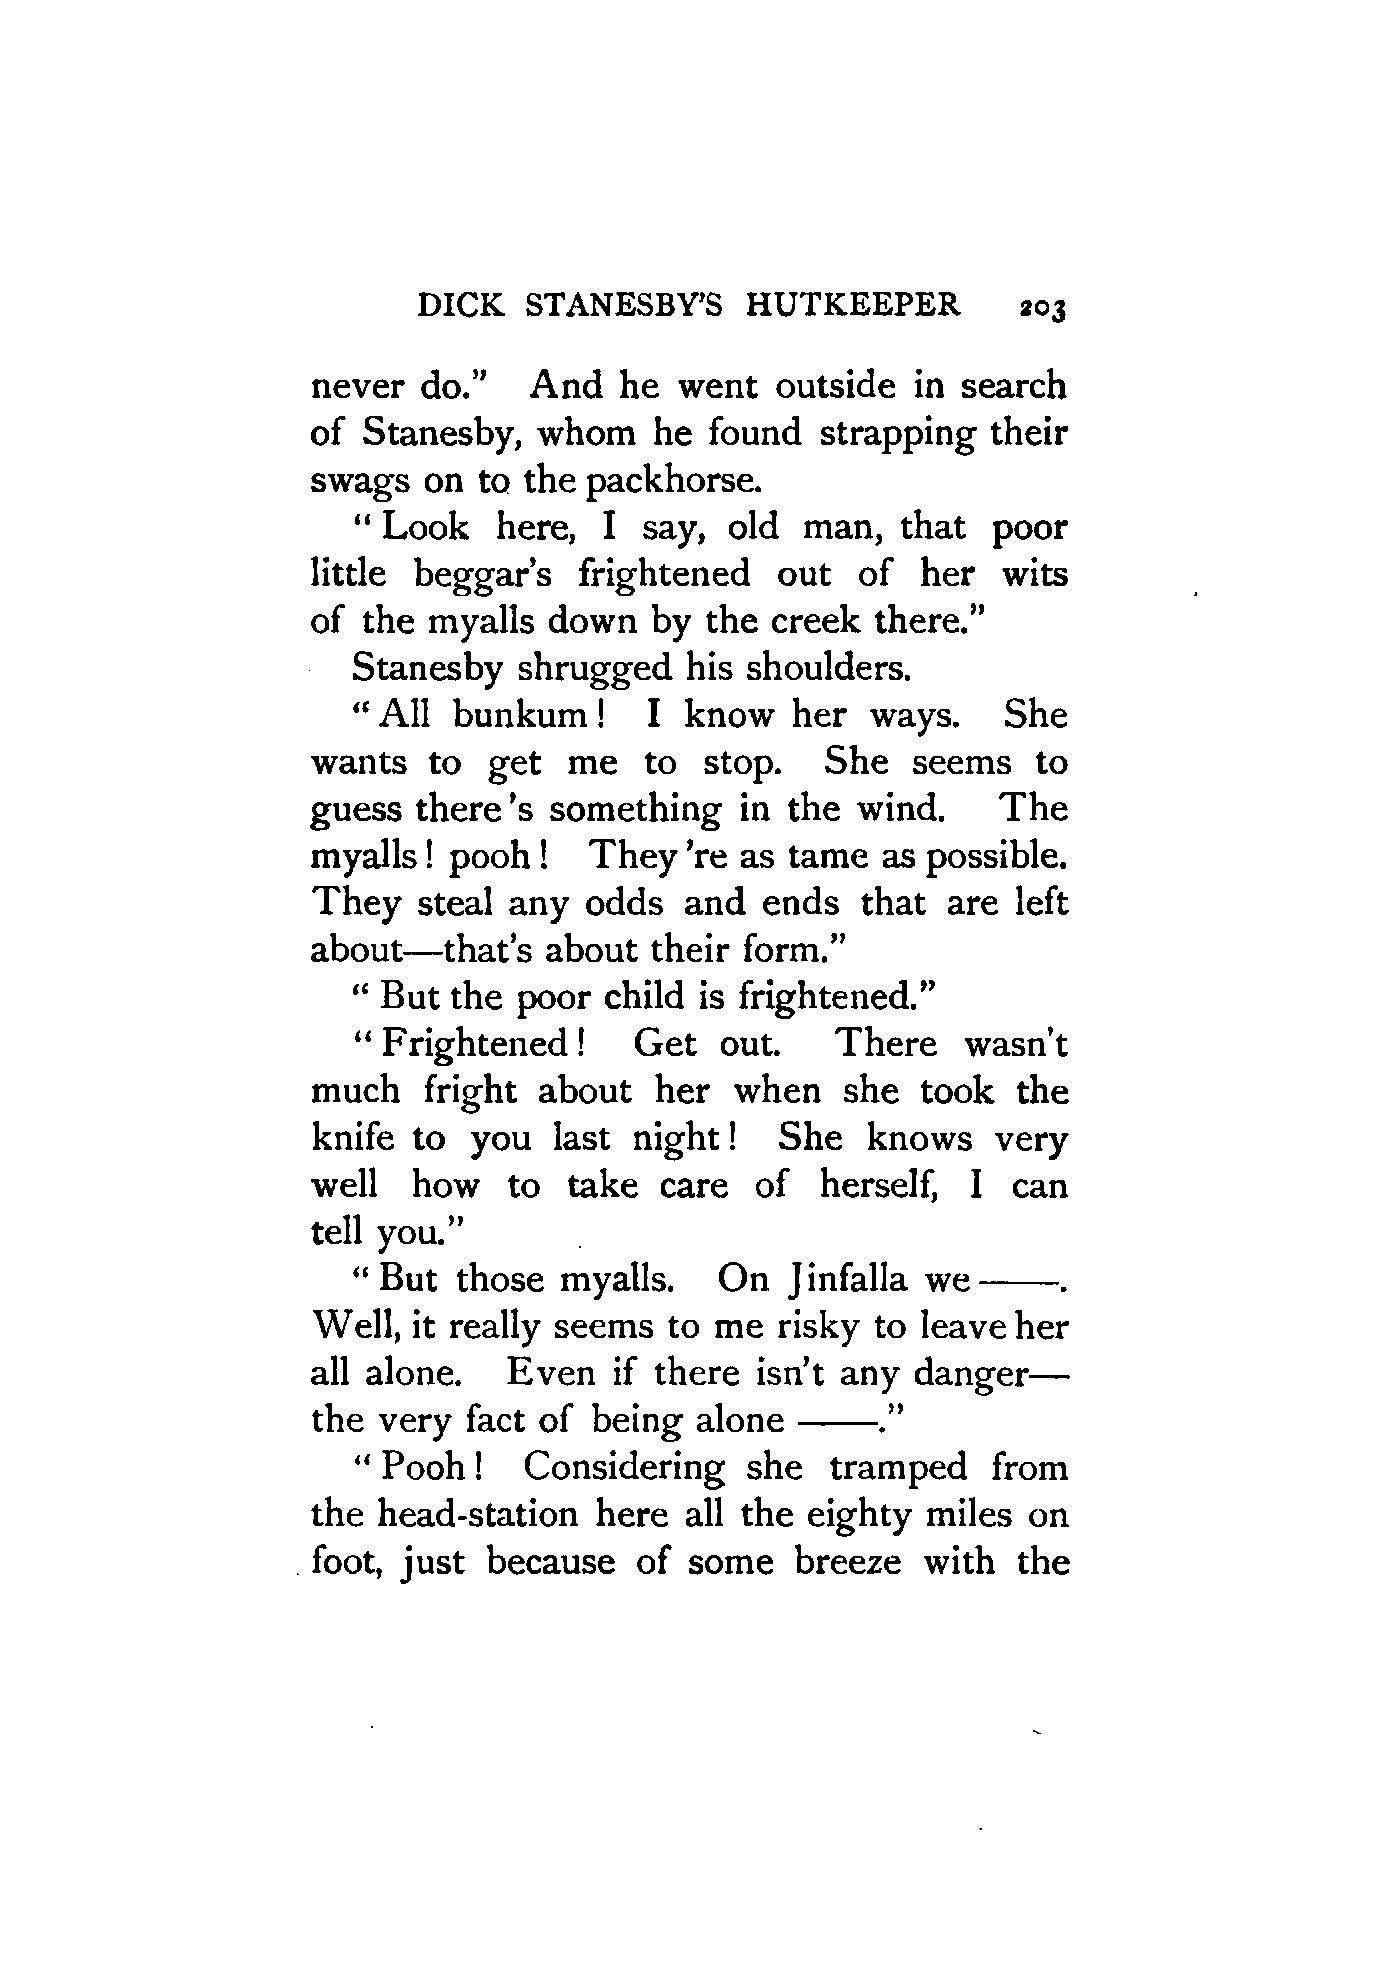 DICK STANESBY'S HUTKEEPER 203
never do." And he went outside in search
of Stanesby, whom he found strapping their
swags on to the packhorse.
"Look here, I say, old man, that poor
little beggar's frightened out of her wits
of the myalls down by the creek there."
Stanesby shrugged his shoulders.
"All bunkum! I know her ways. She
wants to get me to stop. She seems to
guess there's something in the wind. The
myalls! pooh! They're as tame as possible.
They steal any odds and ends that are left
about—that's about their form."
"But the poor child is frightened."
"Frightened! Get out. There wasn't
much fright about her when she took the
knife to you last night! She knows very
well how to take care of herself, I can
tell you."
"But those myalls. On Jinfalla we ——.
Well, it really seems to me risky to leave her
all alone. Even if there isn't any danger—
the very fact of being alone ——."
"Pooh! Considering she tramped from
the head-station here all the eighty miles on
foot, just because of some breeze with the